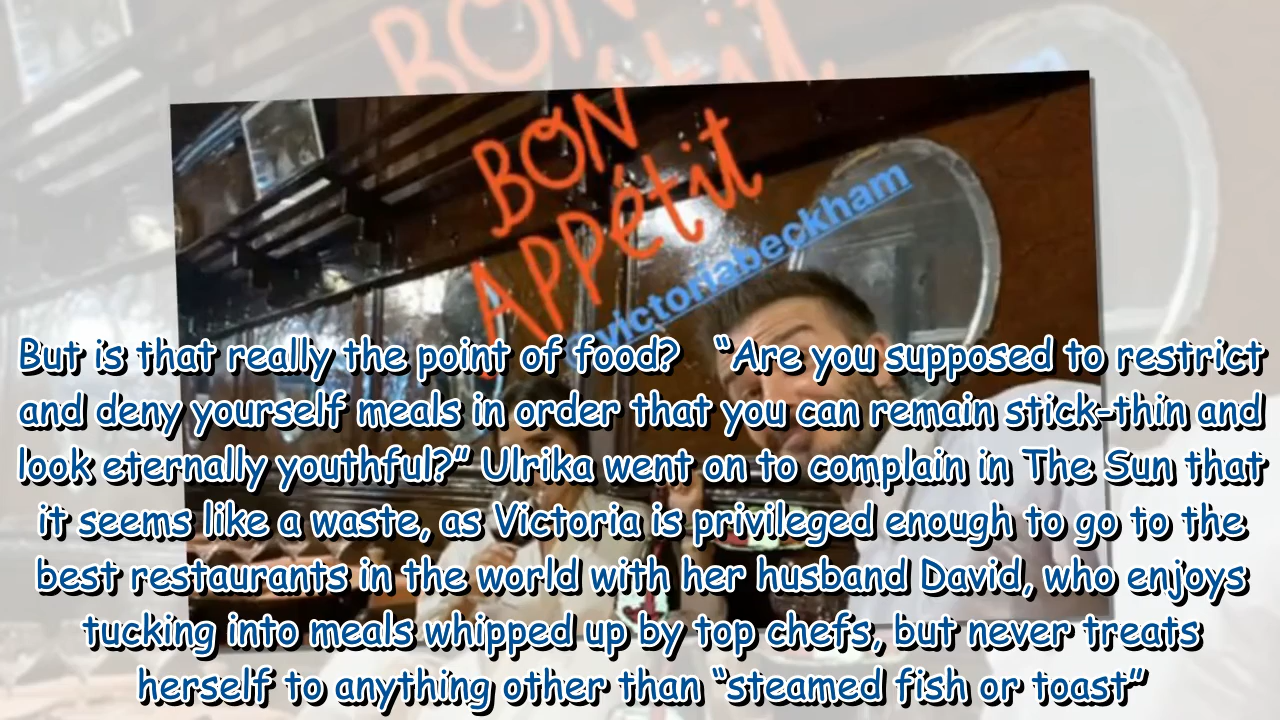 BON
Appétit
BON
APPétit
@victoriabeckham
But is that really the point of food?   “Are you supposed to restrict
and deny yourself meals in order that you can remain stick-thin and
look eternally youthful?” Ulrika went on to complain in The Sun that
it seems like a waste, as Victoria is privileged enough to go to the
best restaurants in the world with her husband David, who enjoys
tucking into meals whipped up by top chefs, but never treats
herself to anything other than “steamed fish or toast”